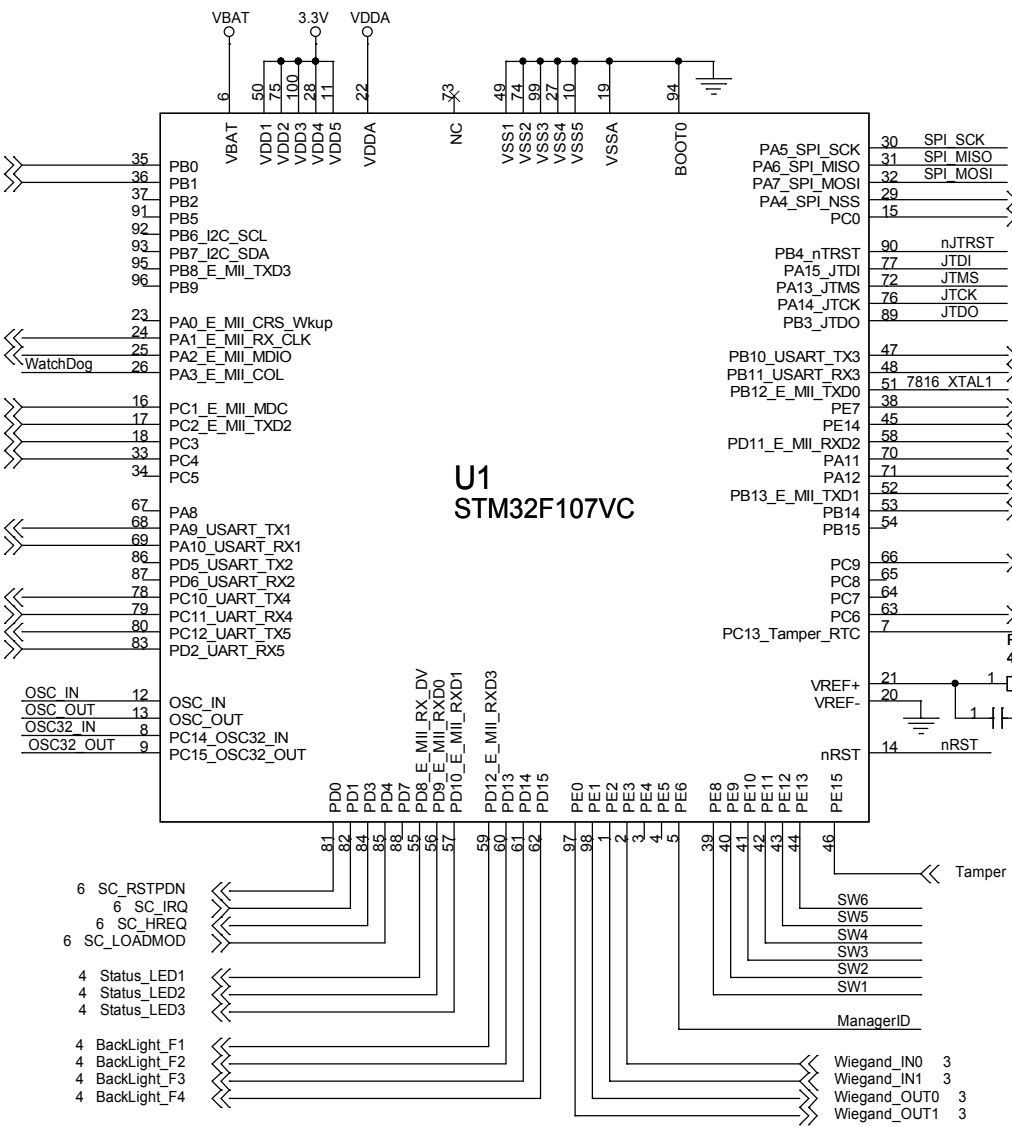 VBAT 3.3V VDDA
6 50 75 100 28 11 22 73 49 74 99 27 10 19 94
VBAT VDD1 VDD2 VDD3 VDD4 VDD5 VDDA NC VSS1 VSS2 VSS3 VSS4 VSS5 VSSA BOOT0
35 PB0
36 PB1
37 PB2
91 PB5
92 PB6_I2C_SCL
93 PB7_I2C_SDA
95 PB8_E_MII_TXD3
96 PB9
23 PA0_E_MII_CRS_Wkup
24 PA1_E_MII_RX_CLK
25 PA2_E_MII_MDIO
WatchDog 26 PA3_E_MII_COL
16 PC1_E_MII_MDC
17 PC2_E_MII_TXD2
18 PC3
33 PC4
34 PC5
67 PA8
68 PA9_USART_TX1
69 PA10_USART_RX1
86 PD5_USART_TX2
87 PD6_USART_RX2
78 PC10_UART_TX4
79 PC11_UART_RX4
80 PC12_UART_TX5
83 PD2_UART_RX5
OSC_IN 12 OSC_IN
OSC_OUT 13 OSC_OUT
OSC32_IN 8 PC14_OSC32_IN
OSC32_OUT 9 PC15_OSC32_OUT
U1
STM32F107VC
PA5_SPI_SCK 30 SPI_SCK
PA6_SPI_MISO 31 SPI_MISO
PA7_SPI_MOSI 32 SPI_MOSI
PA4_SPI_NSS 29
PC0 15
PB4_nTRST 90 nJTRST
PA15_JTDI 77 JTDI
PA13_JTMS 72 JTMS
PA14_JTCK 76 JTCK
PB3_JTDO 89 JTDO
PB10_USART_TX3 47
PB11_USART_RX3 48
PB12_E_MII_TXD0 51 7816_XTAL1
PE7 38
PE14 45
PD11_E_MII_RXD2 58
PA11 70
PA12 71
PB13_E_MII_TXD1 52
PB14 53
PB15 54
PC9 66
PC8 65
PC7 64
PC6 63
PC13_Tamper_RTC 7
VREF+ 21 1
VREF- 20 1
nRST 14 nRST
PD0 PD1 PD3 PD4 PD7 PD8_E_MII_RX_DV PD9_E_MII_RXD0 PD10_E_MII_RXD1 PD12_E_MII_RXD3 PD13 PD14 PD15 PE0 PE1 PE2 PE3 PE4 PE5 PE6 PE8 PE9 PE10 PE11 PE12 PE13 PE15
81 82 84 85 88 55 56 57 59 60 61 62 97 98 1 2 3 4 5 39 40 41 42 43 44 46
Tamper
6 SC_RSTPDN
6 SC_IRQ
6 SC_HREQ
6 SC_LOADMOD
4 Status_LED1
4 Status_LED2
4 Status_LED3
4 BackLight_F1
4 BackLight_F2
4 BackLight_F3
4 BackLight_F4
SW6
SW5
SW4
SW3
SW2
SW1
ManagerID
Wiegand_IN0 3
Wiegand_IN1 3
Wiegand_OUT0 3
Wiegand_OUT1 3